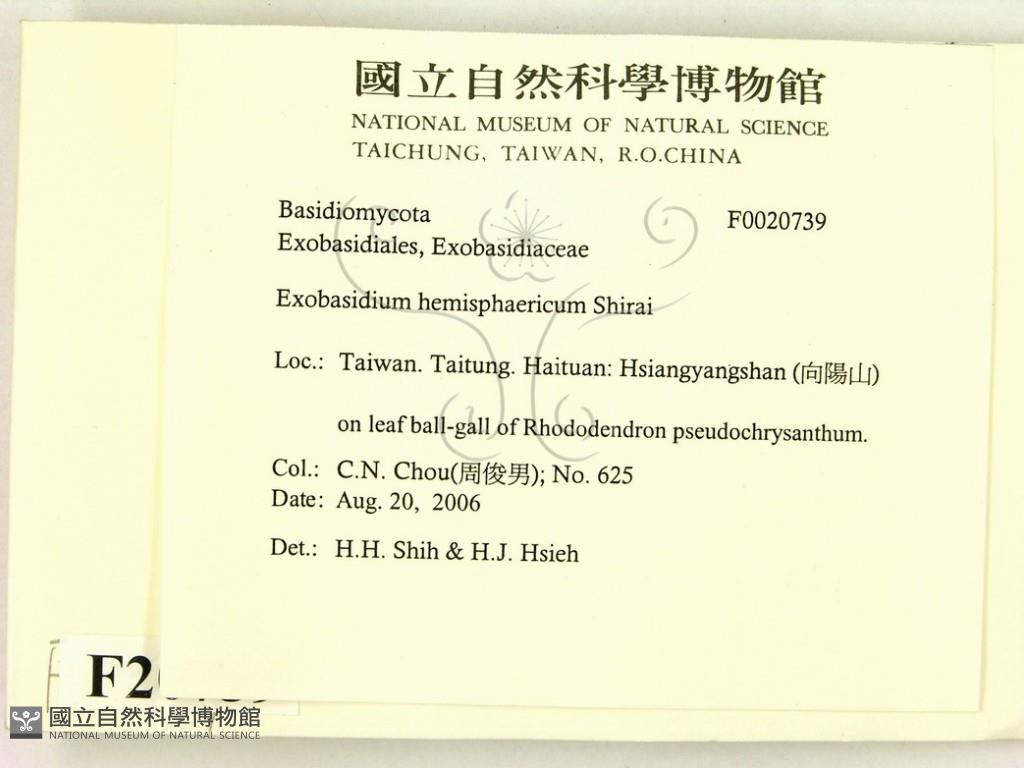 國立自然科學博物館
NATIONAL MUSEUM OF NATURAL SCIENCE
TAICHUNG, TAIWAN, R.O.CHINA
Basidiomycota F0020739
Exobasidiales, Exobasidiaceae
Exobasidium hemisphaericum Shirai
Loc.: Taiwan. Taitung. Haituan: Hsiangyangshan (向陽山)
on leaf ball-gall of Rhododendron pseudochrysanthum.
Col.: C.N. Chou(周俊男); No. 625
Date: Aug. 20, 2006
Det.: H.H. Shih & H.J. Hsieh
國立自然科學博物館
NATIONAL MUSEUM OF NATURAL SCIENCE